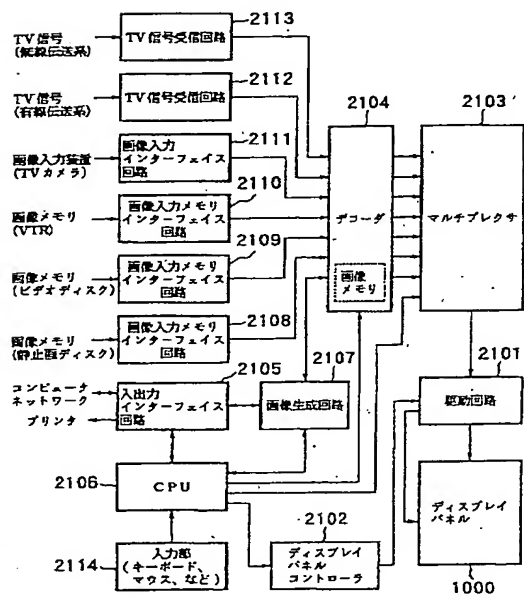 2113
TV信号
(無線伝送系)
TV信号受信回路
2112
TV信号
(有線伝送系)
TV信号受信回路
2104
2103
2111
画像入力装置
(TVカメラ)
画像入力
インターフェイス
回路
2110
画像メモリ
(VTR)
画像入力メモリ
インターフェイス
回路
デコーダ
マルチプレクサ
2109
画像メモリ
(ビデオディスク)
画像入力メモリ
インターフェイス
回路
画像
メモリ
2108
画像メモリ
(静止画ディスク)
画像入力メモリ
インターフェイス
回路
2105
2107
2101
コンピュータ
ネットワーク
プリンタ
入出力
インターフェイス
回路
画像生成回路
駆動回路
2106
CPU
2102
ディスプレイ
パネル
2114
入力部
(キーボード、
マウス、など)
ディスプレイ
パネル
コントローラ
1000